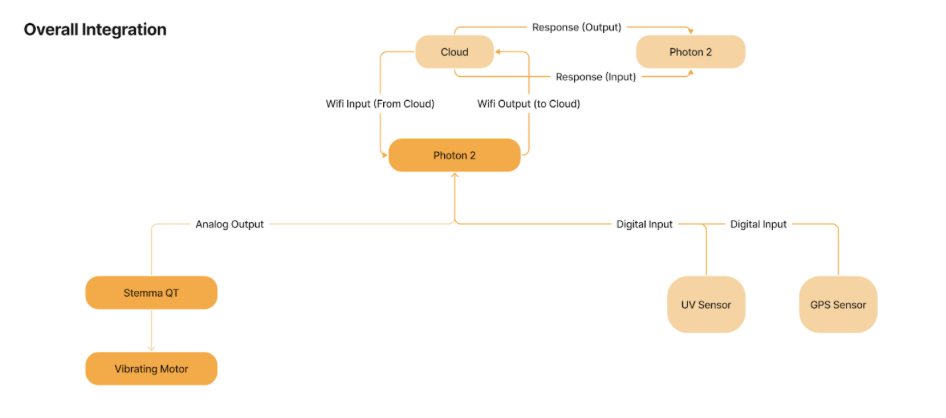 Overall Integration
Response (Output)
Cloud
Photon 2
Response (Input)
Wifi Input (From Cloud)
Wifi Output (to Cloud)
Photon 2
Analog Output
Digital Input
Digital Input
Stemma QT
UV Sensor
GPS Sensor
Vibrating Motor